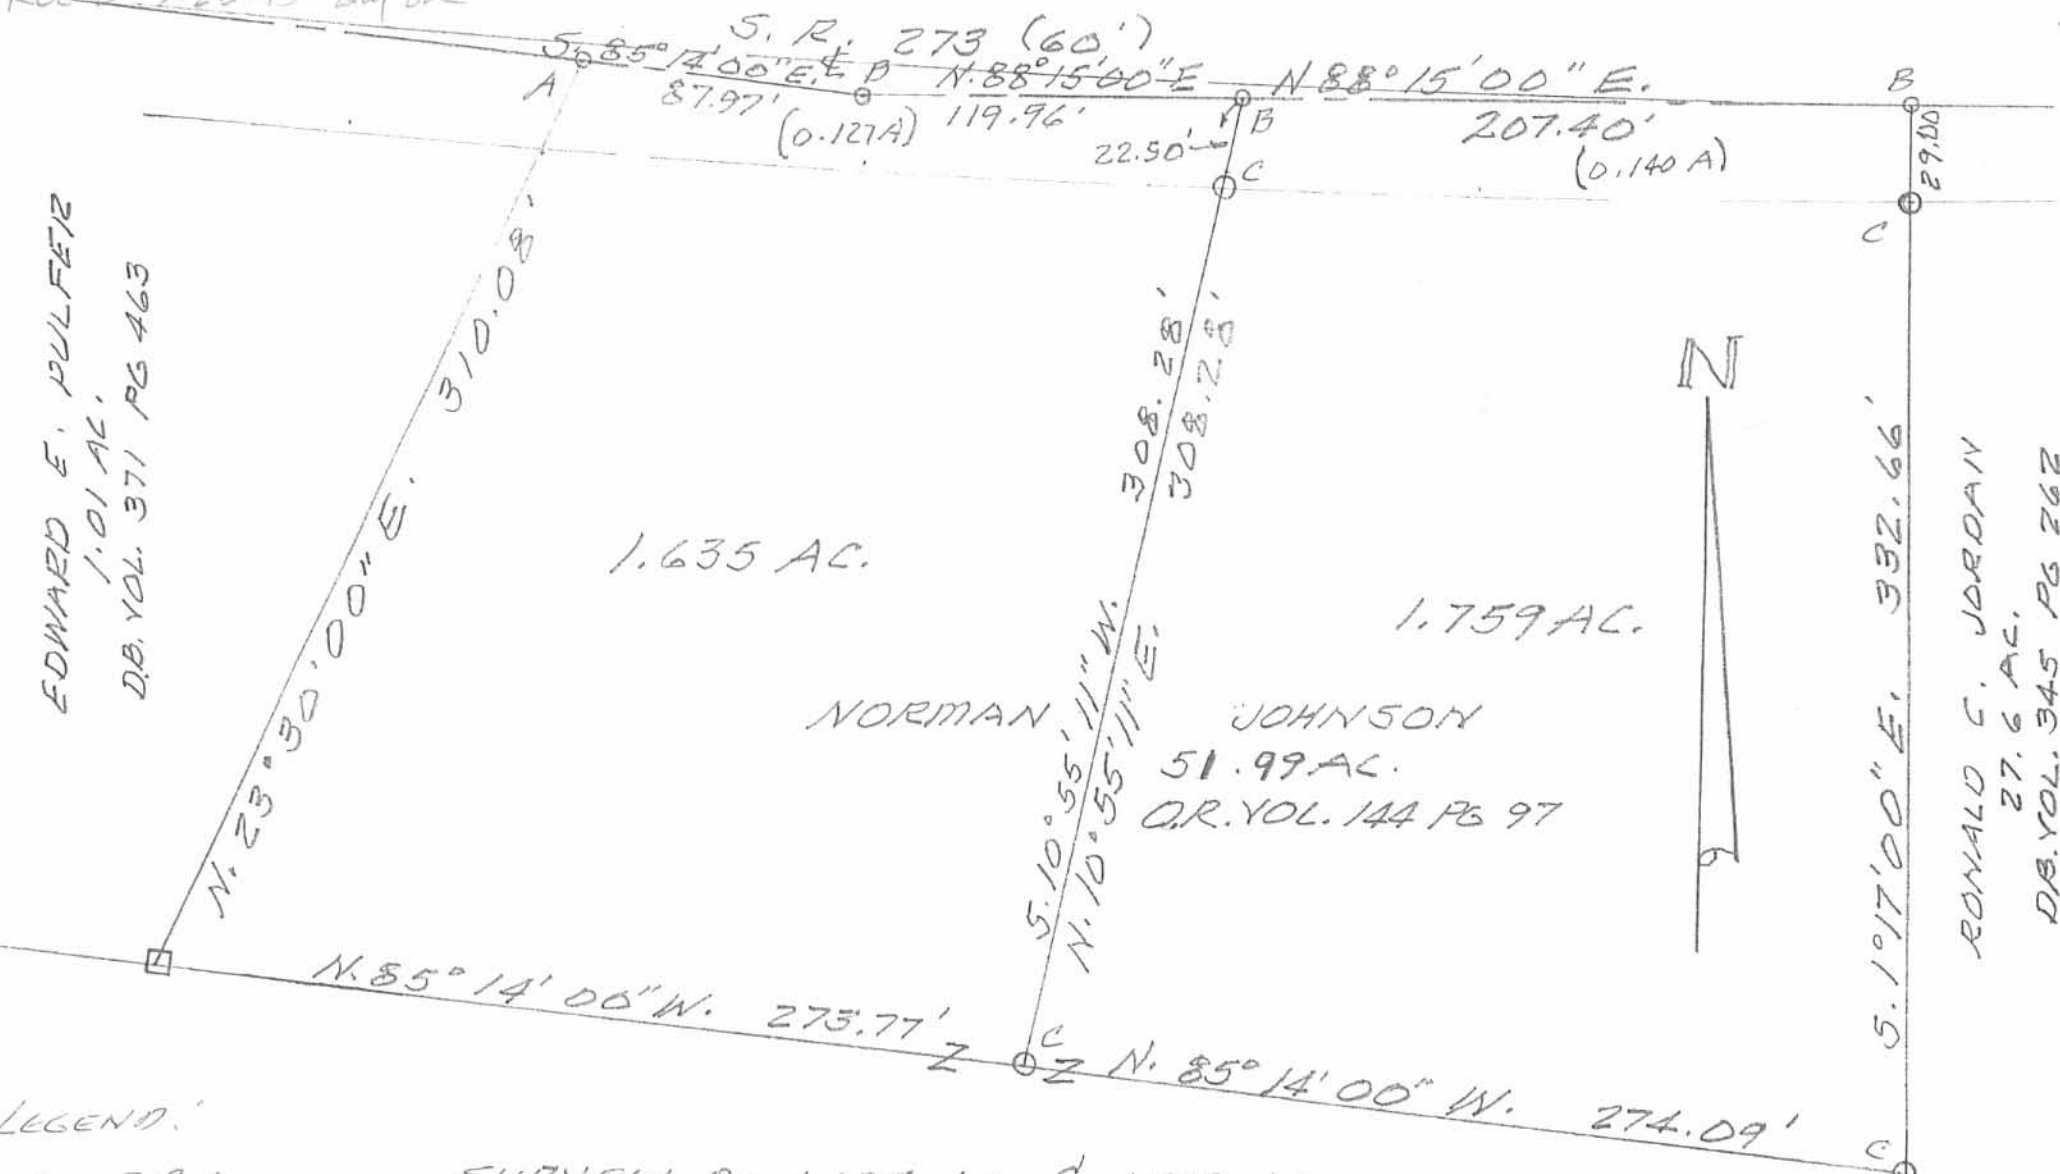 S. R. 273 (60')
S. 85° 14' 00" E. ℄ B
87.97'
A
(0.127A)
N. 88° 15' 00" E
119.96'
N 88° 15' 00" E.
207.40'
(0.140 A)
B
B
22.50'
C
29.00
C
EDWARD E. PULFER
1.01 AC.
D.B. VOL. 371 PG 463
N. 23° 30' 00" E. 310.08'
308.28'
308.28'
S. 10° 55' 11" W.
N. 10° 55' 11" E.
1.635 AC.
1.759 AC.
N
NORMAN JOHNSON
51.99 AC.
O.R. VOL. 144 PG 97
S. 1° 17' 00" E. 332.66'
RONALD C. JORDAN
27.6 AC.
D.B. VOL. 345 PG 262
N. 85° 14' 00" W. 273.77'
Z
C
Z
N. 85° 14' 00" W. 274.09'
C
LEGEND: